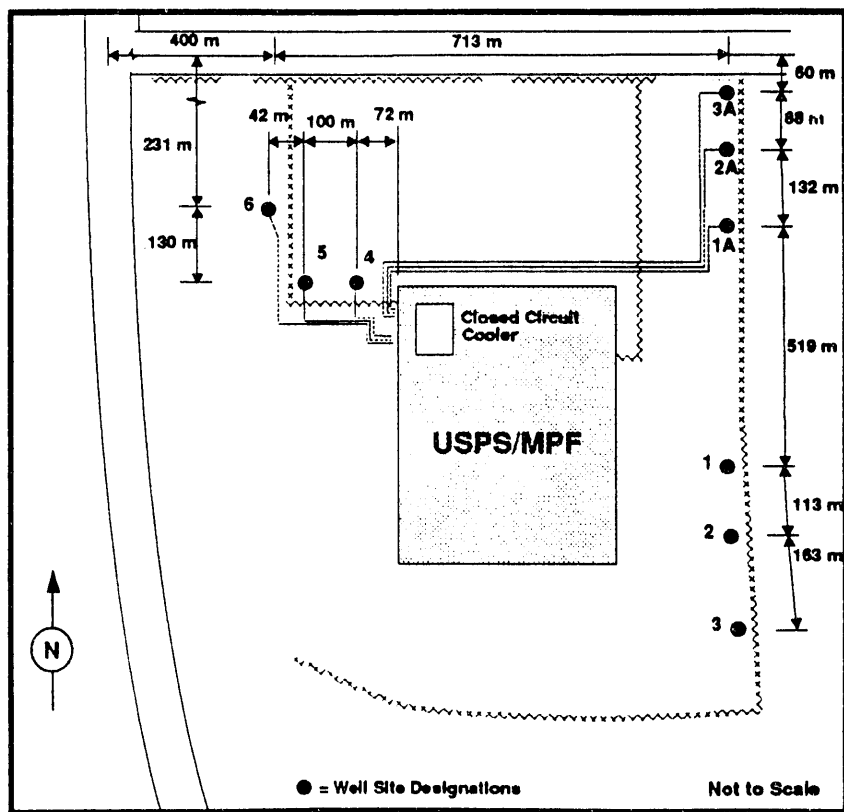 400 m
713 m
60 m
3A
42 m
100 m
72 m
231 m
2A
132 m
6
130 m
1A
5
4
Closed Circuit
Cooler
519 m
USPS/MPF
1
113 m
2
163 m
3
N
● = Well Site Designations
Not to Scale